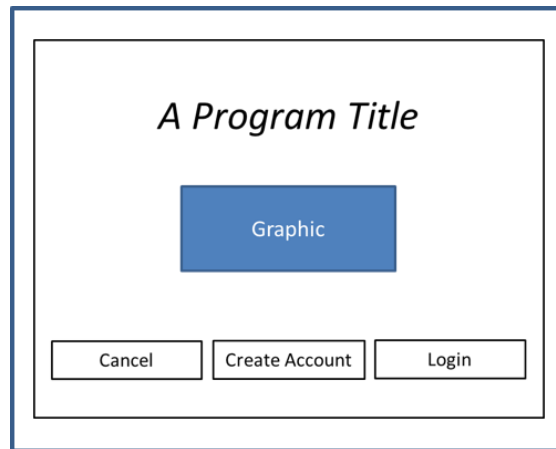 A Program Title
Graphic
Cancel
Create Account
Login